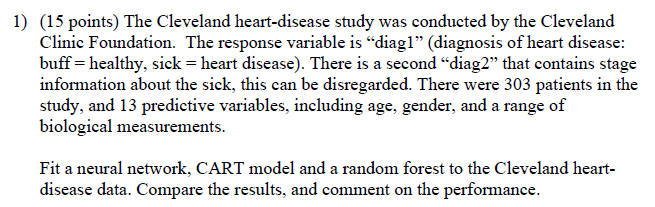 1) (15 points) The Cleveland heart-disease study was conducted by the Cleveland
Clinic Foundation.  The response variable is “diag1” (diagnosis of heart disease:
buff = healthy, sick = heart disease). There is a second “diag2” that contains stage
information about the sick, this can be disregarded. There were 303 patients in the
study, and 13 predictive variables, including age, gender, and a range of
biological measurements.
Fit a neural network, CART model and a random forest to the Cleveland heart-
disease data. Compare the results, and comment on the performance.